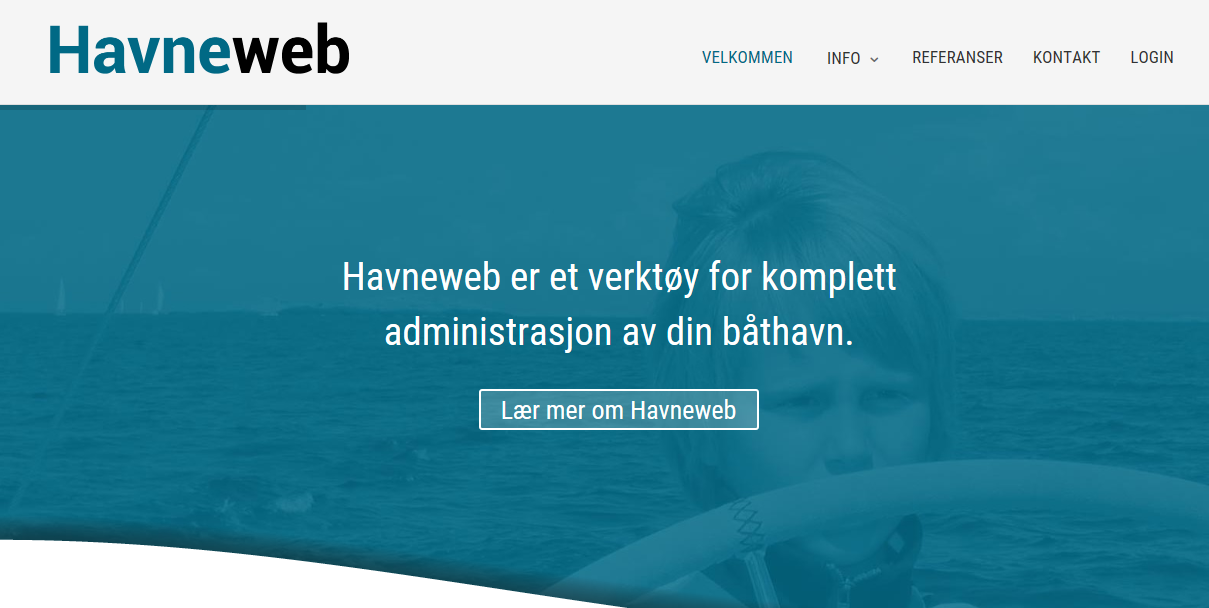 Havneweb
VELKOMMEN INFO REFERANSER KONTAKT LOGIN
Havneweb er et verktøy for komplett
administrasjon av din båthavn.
Lær mer om Havneweb